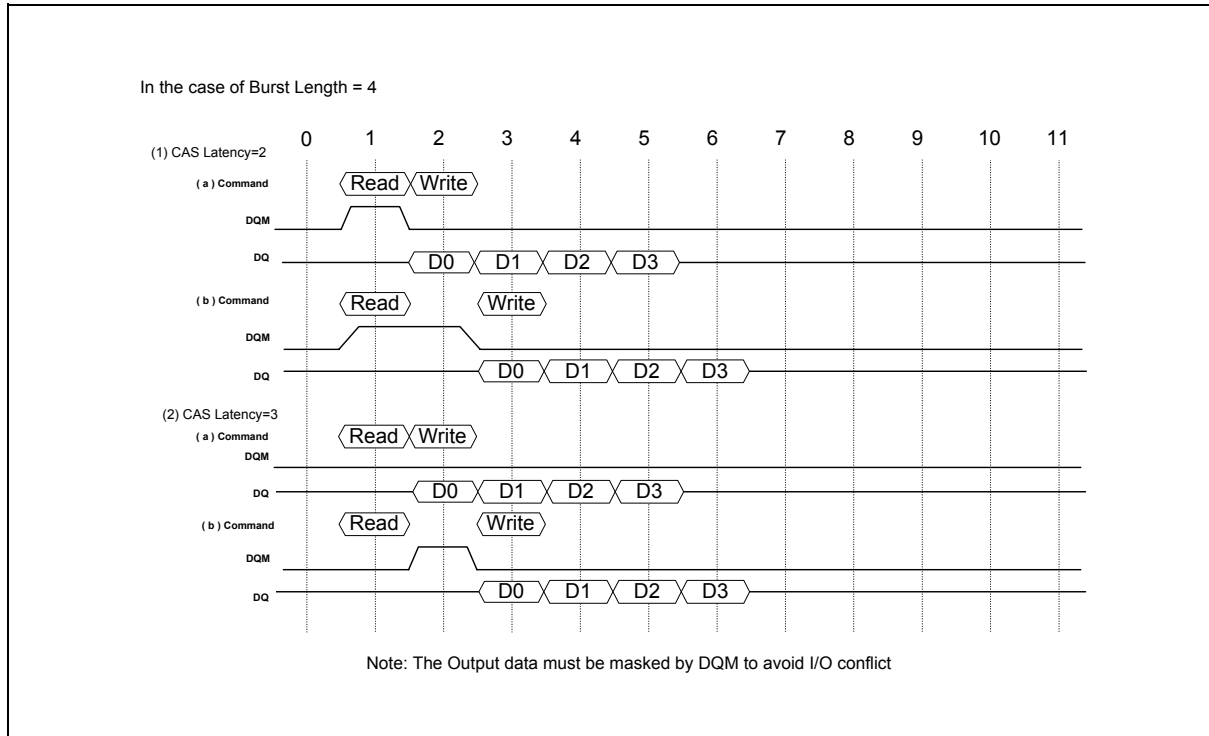 In the case of Burst Length = 4
0 1 2 3 4 5 6 7 8 9 10 11
(1) CAS Latency=2
( a ) Command Read Write
DQM
DQ D0 D1 D2 D3
( b ) Command Read Write
DQM
DQ D0 D1 D2 D3
(2) CAS Latency=3
( a ) Command Read Write
DQM
DQ D0 D1 D2 D3
( b ) Command Read Write
DQM
DQ D0 D1 D2 D3
Note: The Output data must be masked by DQM to avoid I/O conflict